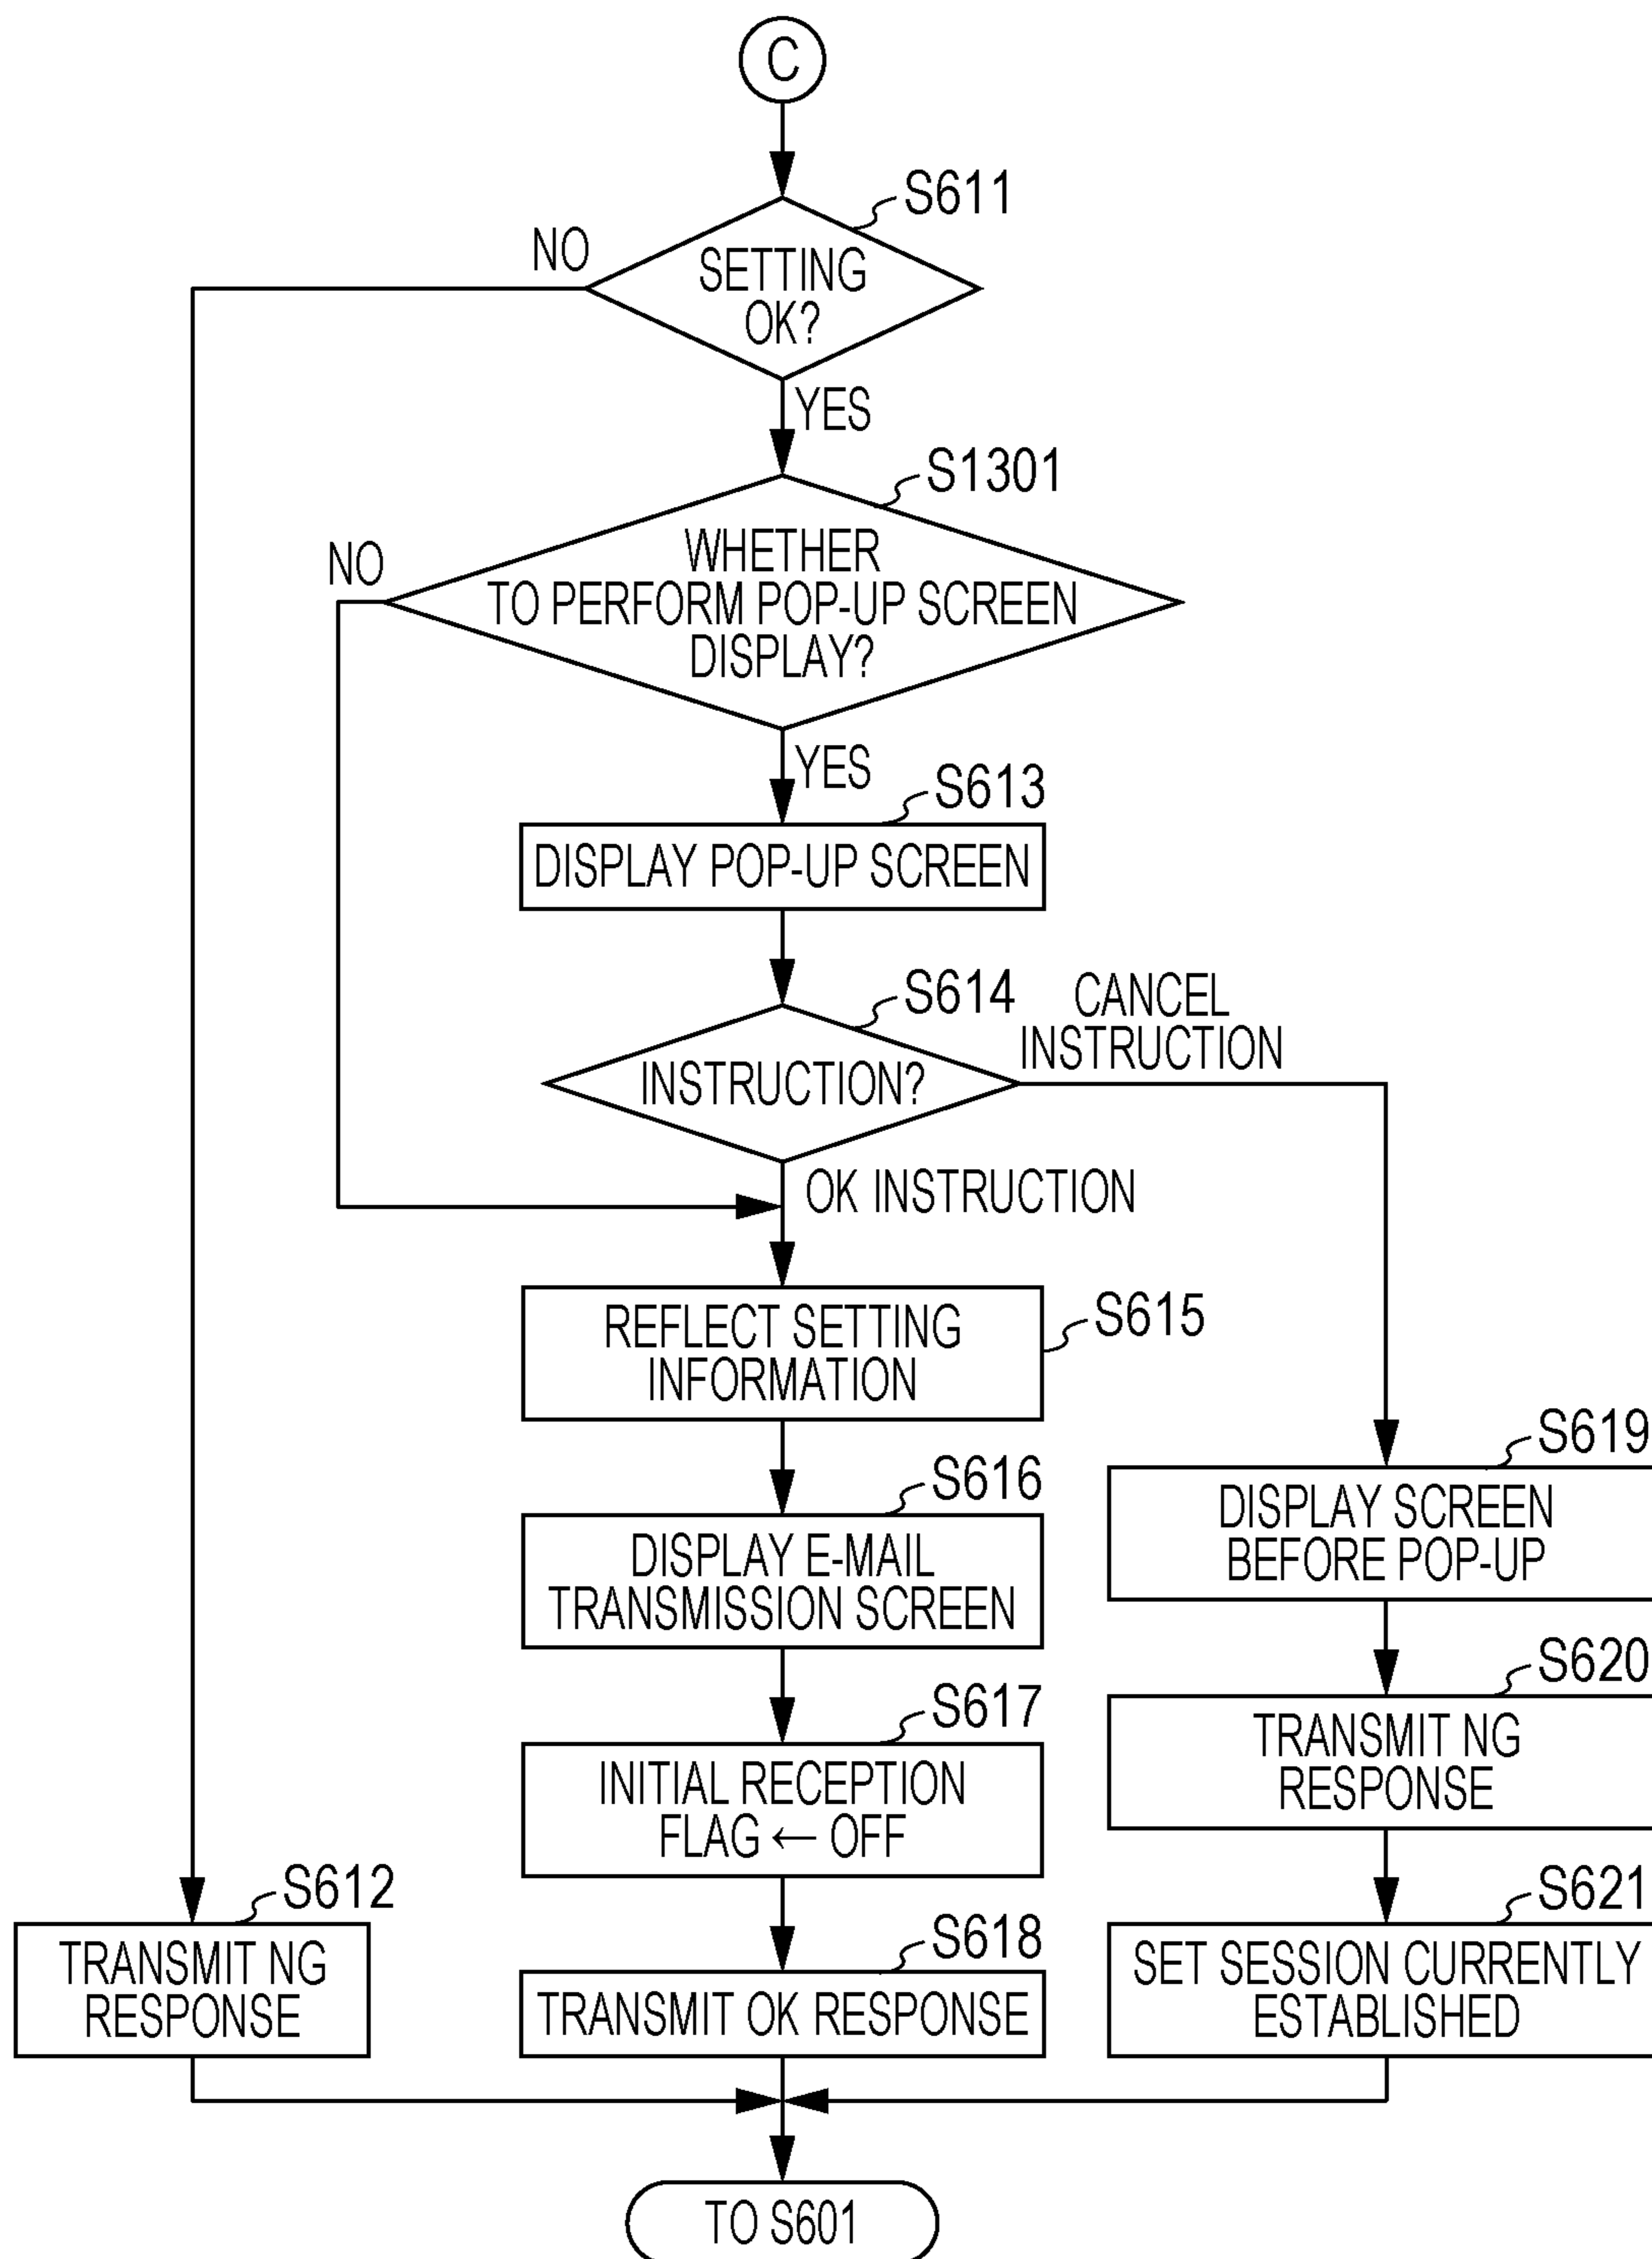 C
S611
NO
SETTING
OK?
YES
S1301
NO
WHETHER
TO PERFORM POP-UP SCREEN
DISPLAY?
YES
S613
DISPLAY POP-UP SCREEN
S614
CANCEL
INSTRUCTION
INSTRUCTION?
OK INSTRUCTION
REFLECT SETTING
INFORMATION
S615
S616
DISPLAY E-MAIL
TRANSMISSION SCREEN
S619
DISPLAY SCREEN
BEFORE POP-UP
S617
INITIAL RECEPTION
FLAG ← OFF
S620
TRANSMIT NG
RESPONSE
S612
TRANSMIT NG
RESPONSE
S618
TRANSMIT OK RESPONSE
S621
SET SESSION CURRENTLY
ESTABLISHED
TO S601